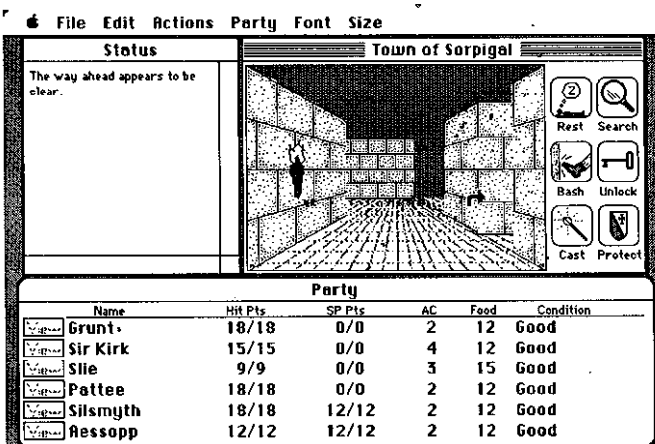 File Edit Actions Party Font Size
Status
The way ahead appears to be
clear.
Town of Sorpigal
Z
Rest Search
Bash Unlock
Cast Protect
Party
Name Hit Pts SP Pts AC Food Condition
View Grunt 18/18 0/0 2 12 Good
View Sir Kirk 15/15 0/0 4 12 Good
View Slie 9/9 0/0 3 15 Good
View Pattee 18/18 0/0 2 12 Good
View Silsmyth 18/18 12/12 2 12 Good
View Aessopp 12/12 12/12 2 12 Good